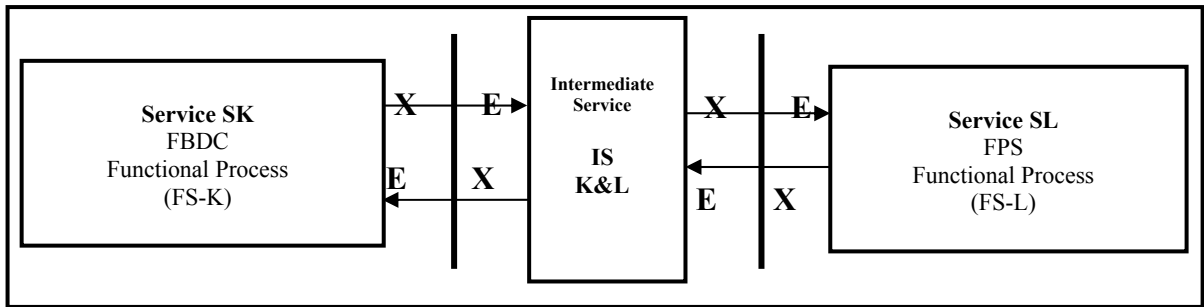 Service SK
FBDC
Functional Process
(FS-K)
X E
E X
Intermediate
Service
IS
K&L
X E
E X
Service SL
FPS
Functional Process
(FS-L)